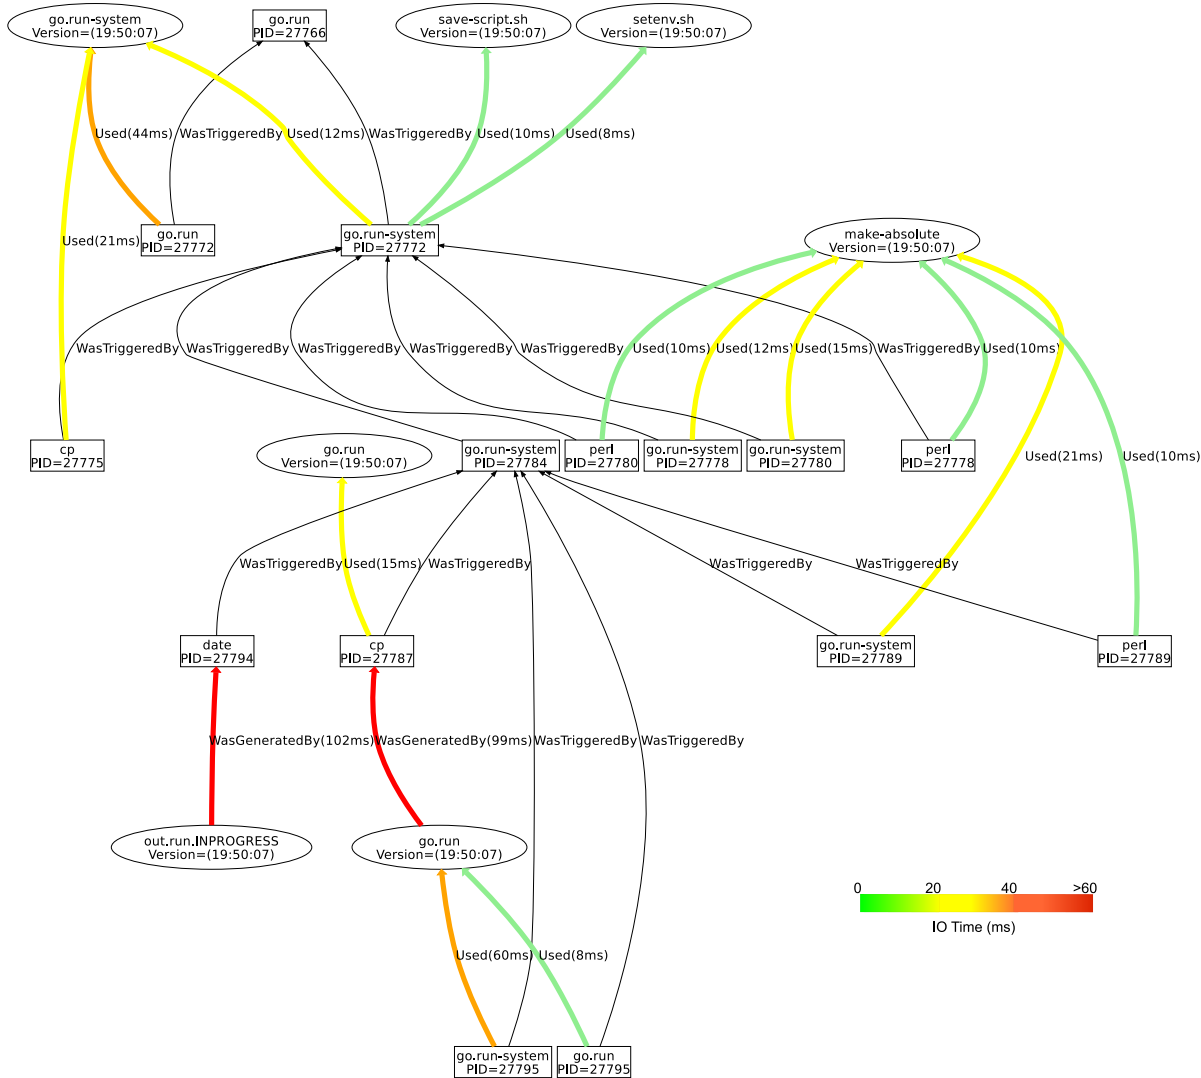 go.run-system
Version=(19:50:07)
go.run
PID=27766
save-script.sh
Version=(19:50:07)
setenv.sh
Version=(19:50:07)
Used(44ms)
WasTriggeredBy
Used(12ms)
WasTriggeredBy
Used(10ms)
Used(8ms)
Used(21ms)
go.run
PID=27772
go.run-system
PID=27772
make-absolute
Version=(19:50:07)
WasTriggeredBy
WasTriggeredBy
WasTriggeredBy
WasTriggeredBy
WasTriggeredBy
Used(10ms)
Used(12ms)
Used(15ms)
WasTriggeredBy
Used(10ms)
cp
PID=27775
go.run
Version=(19:50:07)
go.run-system
PID=27784
perl
PID=27780
go.run-system
PID=27778
go.run-system
PID=27780
perl
PID=27778
Used(21ms)
Used(10ms)
WasTriggeredBy
Used(15ms)
WasTriggeredBy
WasTriggeredBy
WasTriggeredBy
date
PID=27794
cp
PID=27787
go.run-system
PID=27789
perl
PID=27789
WasGeneratedBy(102ms)
WasGeneratedBy(99ms)
WasTriggeredBy
WasTriggeredBy
out.run.INPROGRESS
Version=(19:50:07)
go.run
Version=(19:50:07)
0
20
40
>60
IO Time (ms)
Used(60ms)
Used(8ms)
go.run-system
PID=27795
go.run
PID=27795